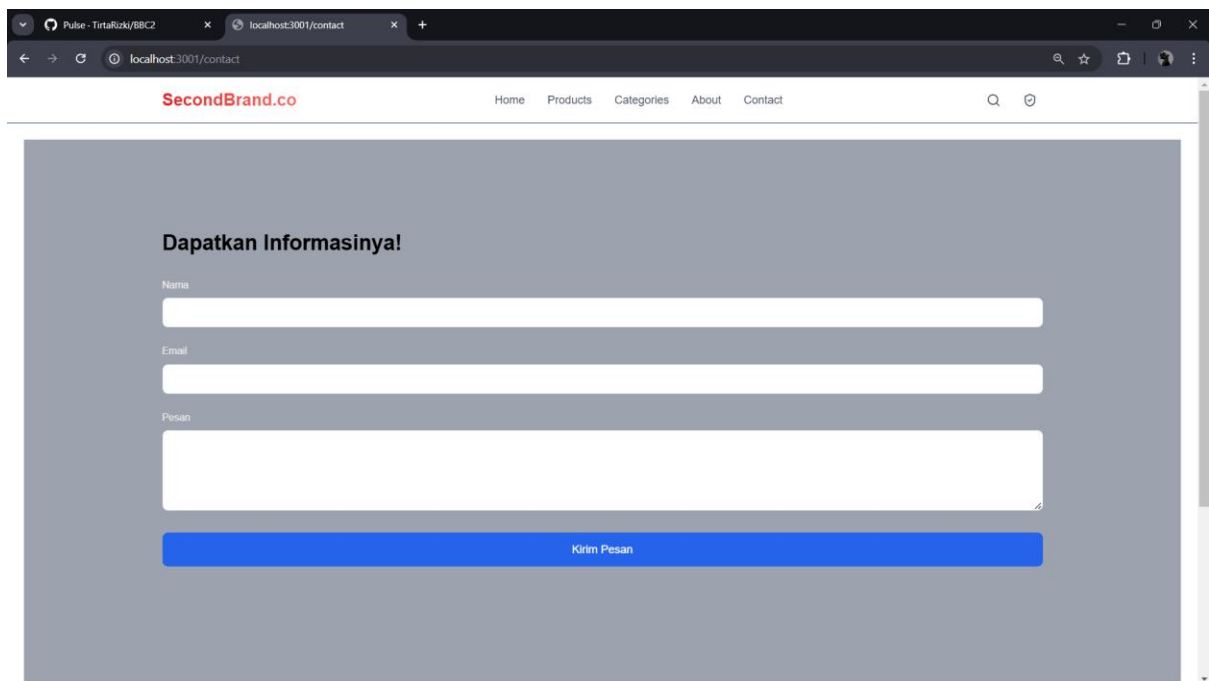 Pulse - TirtaRizki/BBC2
localhost:3001/contact
localhost:3001/contact
SecondBrand.co
Home Products Categories About Contact
Dapatkan Informasinya!
Nama
Email
Pesan
Kirim Pesan